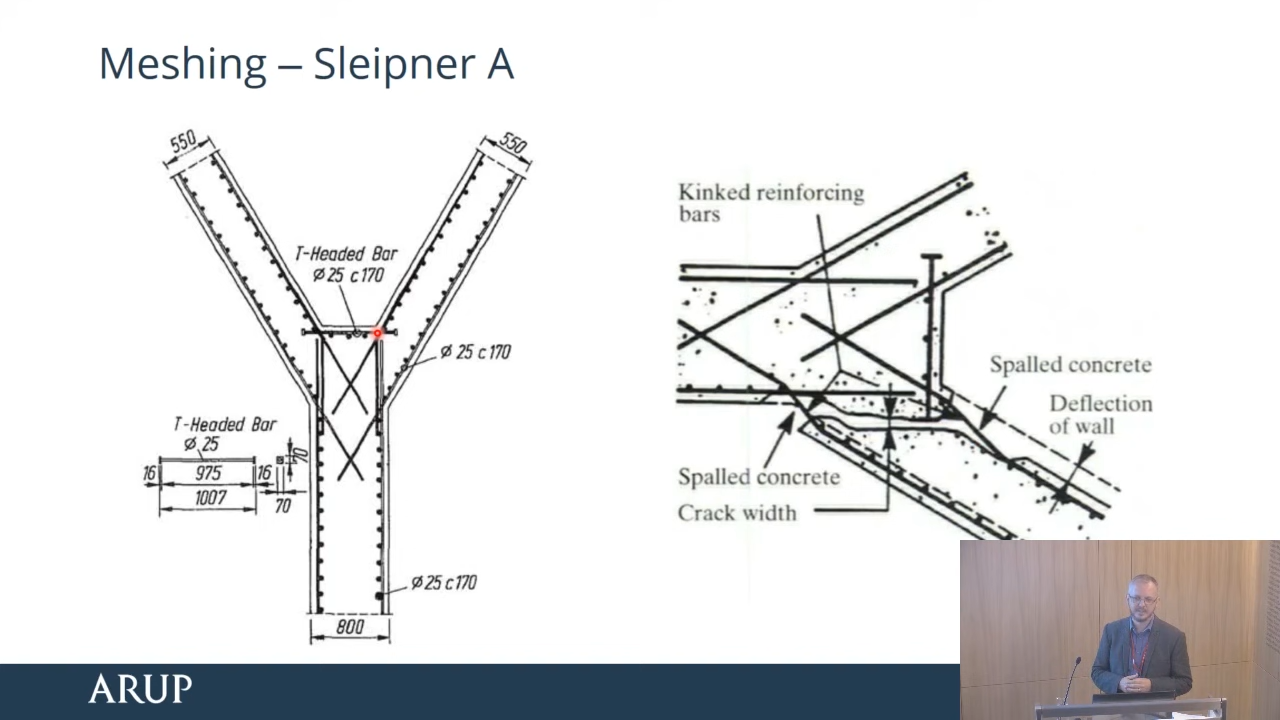 Meshing – Sleipner A
550
550
T-Headed Bar
Ø 25 c 170
Ø 25 c 170
T-Headed Bar
Ø 25
70
16
975
16
1007
70
Ø 25 c 170
800
Kinked reinforcing
bars
Spalled concrete
Deflection
of wall
Spalled concrete
Crack width
ARUP